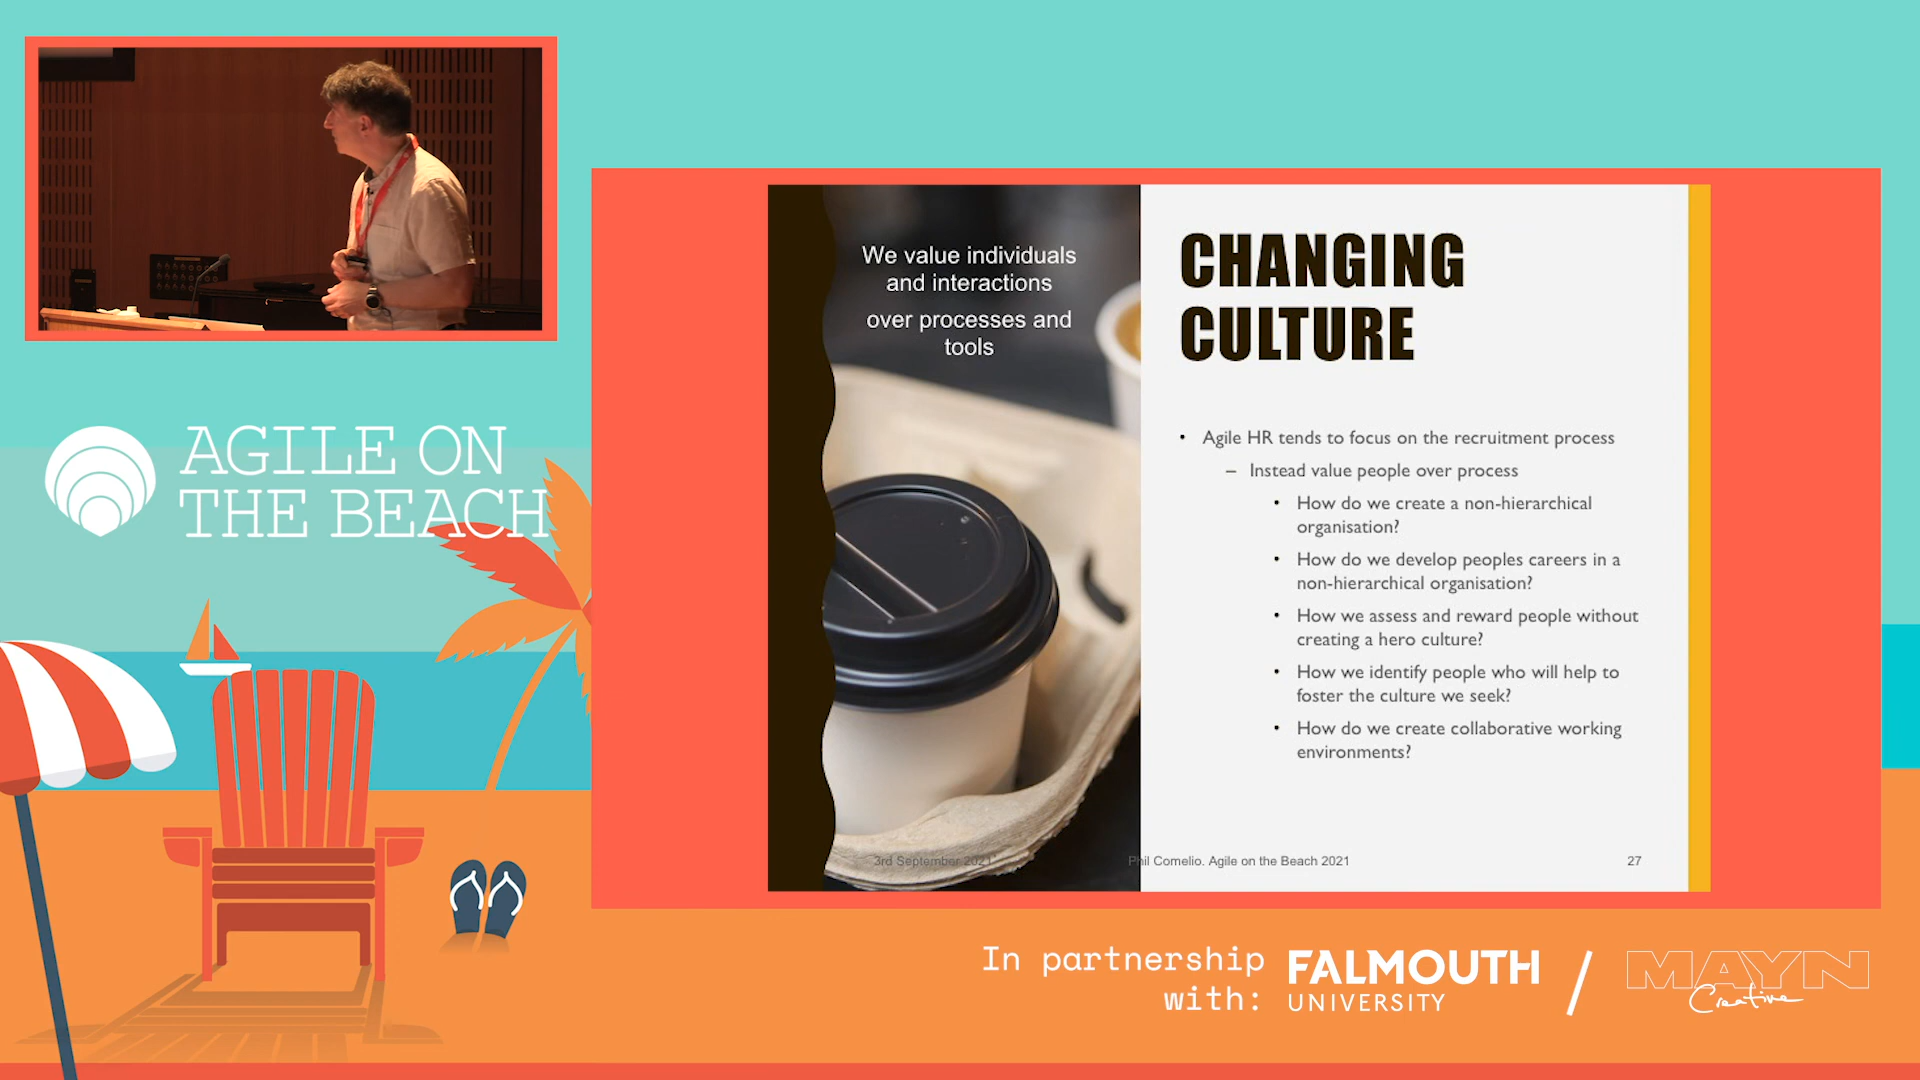 AGILE ON
THE BEACH
We value individuals
and interactions
over processes and
tools
CHANGING
CULTURE
• Agile HR tends to focus on the recruitment process
– Instead value people over process
• How do we create a non-hierarchical
organisation?
• How do we develop peoples careers in a
non-hierarchical organisation?
• How we assess and reward people without
creating a hero culture?
• How we identify people who will help to
foster the culture we seek?
• How do we create collaborative working
environments?
3rd September 2021
Phil Comelio. Agile on the Beach 2021
27
In partnership
with:
FALMOUTH
UNIVERSITY
/
MAYN
Creative